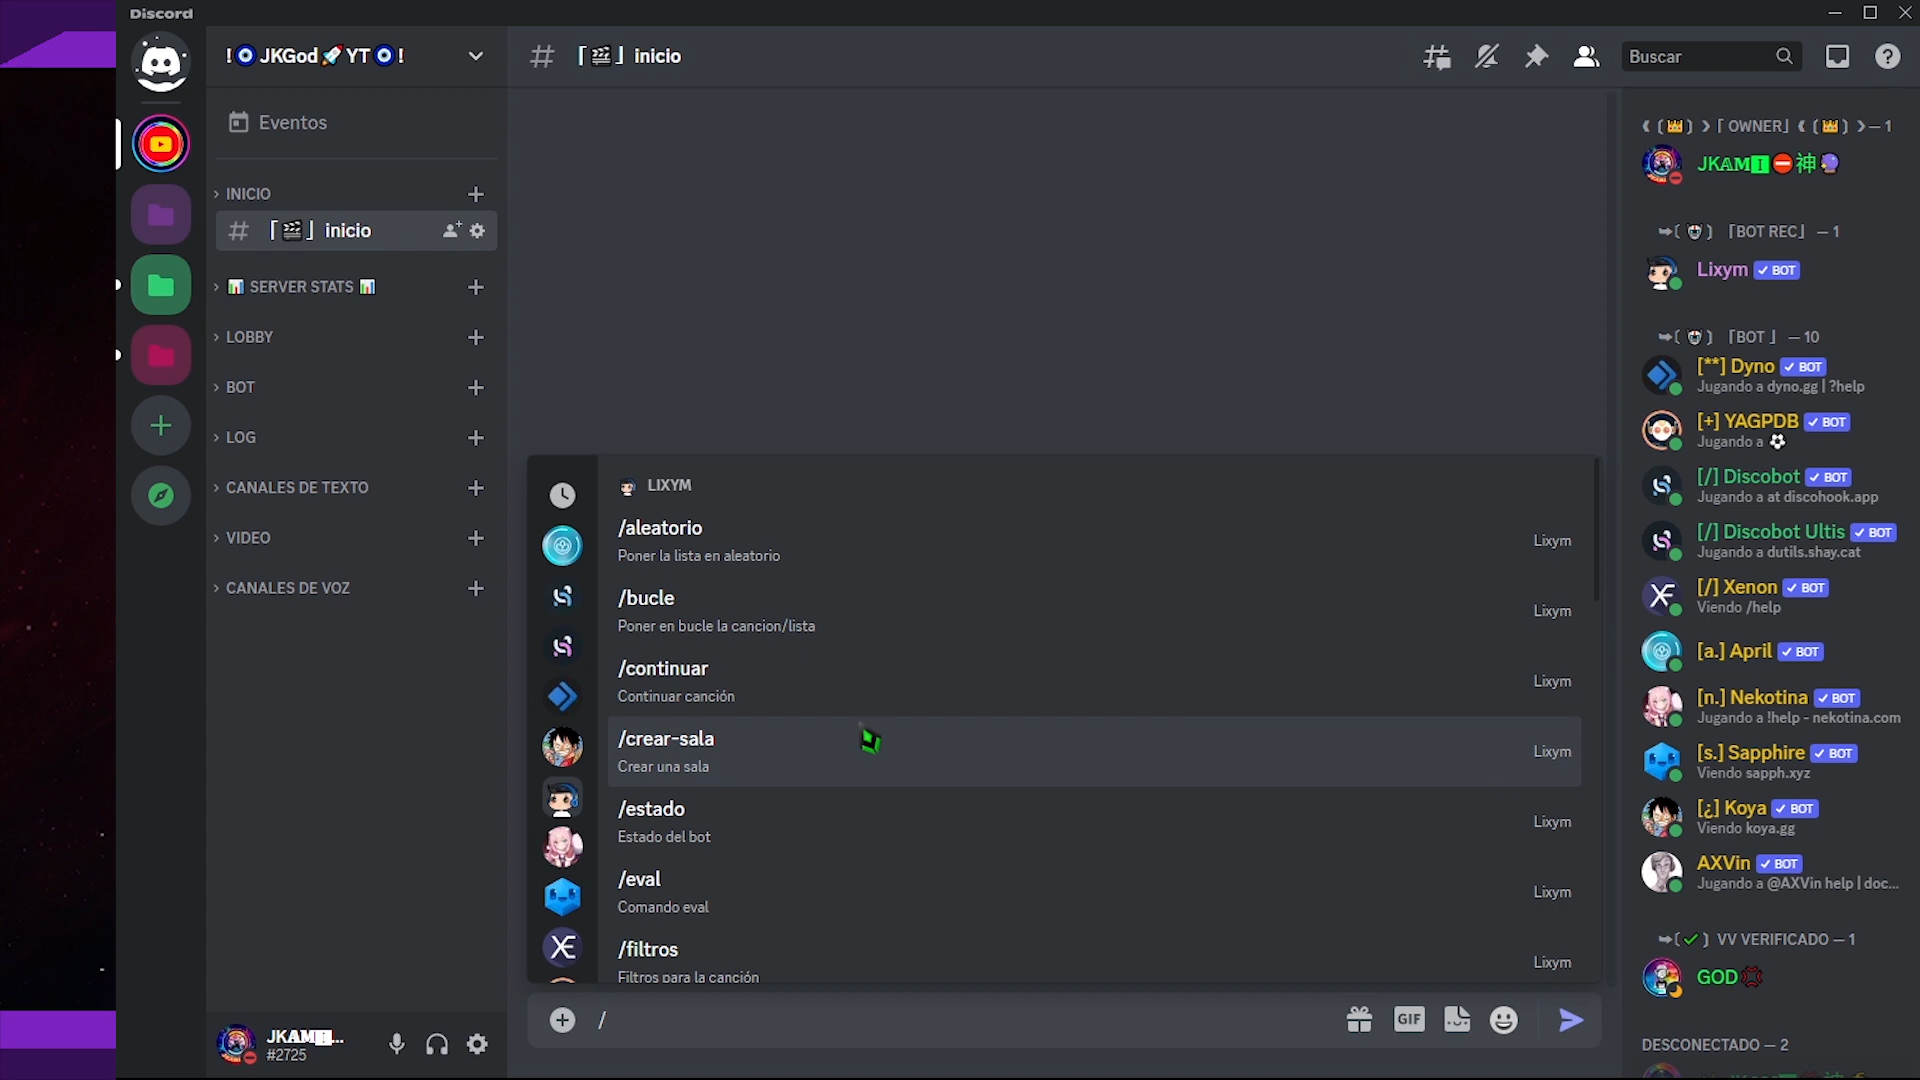 Discord
!🧿JKGod🚀YT🧿!
「🎬」inicio
Buscar
Eventos
INICIO
「🎬」inicio
📊 SERVER STATS 📊
LOBBY
BOT
LOG
CANALES DE TEXTO
VIDEO
CANALES DE VOZ
#2725
LIXYM
/aleatorio
Poner la lista en aleatorio
Lixym
/bucle
Poner en bucle la cancion/lista
Lixym
/continuar
Continuar canción
Lixym
/crear-sala
Crear una sala
Lixym
/estado
Estado del bot
Lixym
/eval
Comando eval
Lixym
/filtros
Filtros para la canción
Lixym
/
GIF
「OWNER」 — 1
JK𝐀𝐌🅸⛔神🔮
「BOT REC」 — 1
Lixym ✓ BOT
「BOT 」 — 10
[**] Dyno ✓ BOT
Jugando a dyno.gg | ?help
[+] YAGPDB ✓ BOT
Jugando a ⚽
[/] Discobot ✓ BOT
Jugando a at discohook.app
[/] Discobot Ultis ✓ BOT
Jugando a dutils.shay.cat
[/] Xenon ✓ BOT
Viendo /help
[a.] April ✓ BOT
[n.] Nekotina ✓ BOT
Jugando a !help - nekotina.com
[s.] Sapphire ✓ BOT
Viendo sapph.xyz
[¿] Koya ✓ BOT
Viendo koya.gg
AXVin ✓ BOT
Jugando a @AXVin help | doc...
VV VERIFICADO — 1
GOD💢
DESCONECTADO — 2